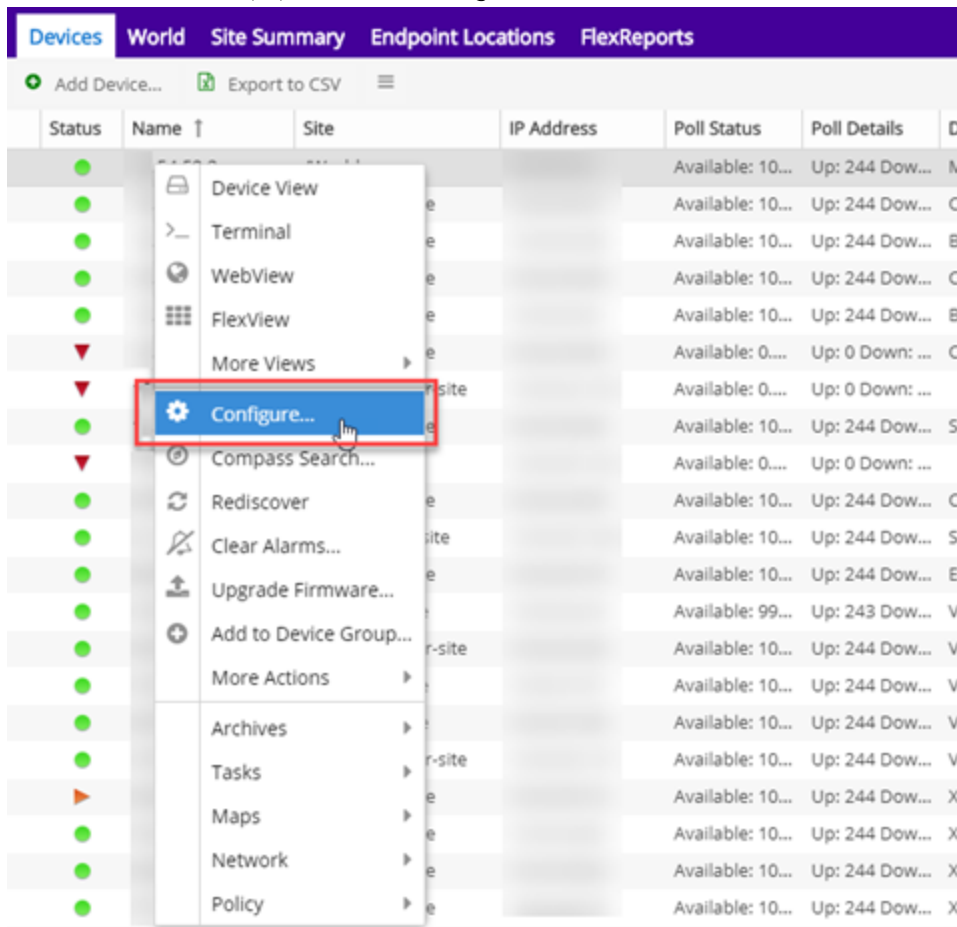 Devices World Site Summary Endpoint Locations FlexReports
Add Device... Export to CSV
Status Name Site IP Address Poll Status Poll Details
Available: 10... Up: 244 Dow...
Device View
e Available: 10... Up: 244 Dow... C
Terminal
e Available: 10... Up: 244 Dow... E
WebView
e Available: 10... Up: 244 Dow... C
FlexView
e Available: 10... Up: 244 Dow... E
More Views
e Available: 0.... Up: 0 Down: ... C
r-site Available: 0.... Up: 0 Down: ...
Configure...
e Available: 10... Up: 244 Dow... S
Compass Search...
Available: 0.... Up: 0 Down: ...
Rediscover
e Available: 10... Up: 244 Dow... C
Clear Alarms...
site Available: 10... Up: 244 Dow... S
Upgrade Firmware...
e Available: 10... Up: 244 Dow... E
Available: 99... Up: 243 Dow... V
Add to Device Group...
r-site Available: 10... Up: 244 Dow... V
More Actions
Available: 10... Up: 244 Dow... V
Archives
Available: 10... Up: 244 Dow... V
r-site Available: 10... Up: 244 Dow... V
Tasks
e Available: 10... Up: 244 Dow... X
Maps
e Available: 10... Up: 244 Dow... X
Network
e Available: 10... Up: 244 Dow... X
Policy
e Available: 10... Up: 244 Dow... X